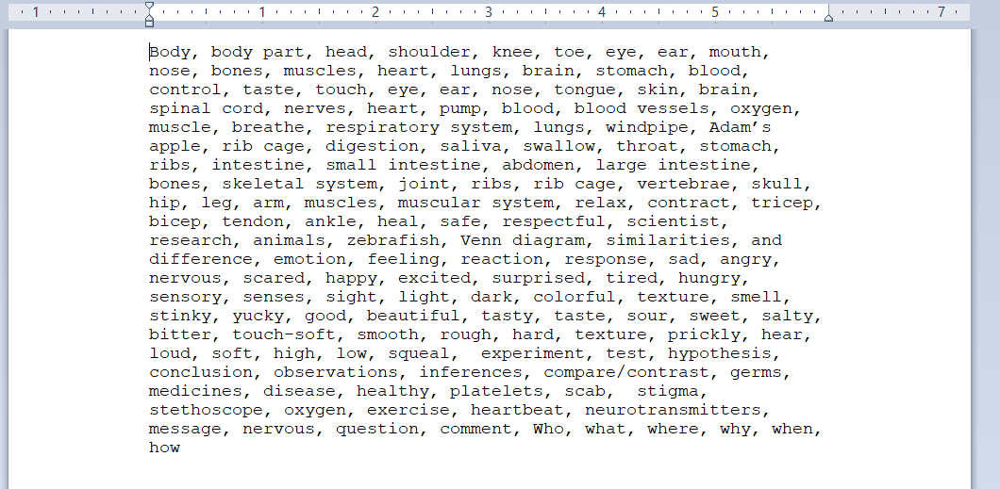 1 1 2 3 4 5 7
Body, body part, head, shoulder, knee, toe, eye, ear, mouth,
nose, bones, muscles, heart, lungs, brain, stomach, blood,
control, taste, touch, eye, ear, nose, tongue, skin, brain,
spinal cord, nerves, heart, pump, blood, blood vessels, oxygen,
muscle, breathe, respiratory system, lungs, windpipe, Adam’s
apple, rib cage, digestion, saliva, swallow, throat, stomach,
ribs, intestine, small intestine, abdomen, large intestine,
bones, skeletal system, joint, ribs, rib cage, vertebrae, skull,
hip, leg, arm, muscles, muscular system, relax, contract, tricep,
bicep, tendon, ankle, heal, safe, respectful, scientist,
research, animals, zebrafish, Venn diagram, similarities, and
difference, emotion, feeling, reaction, response, sad, angry,
nervous, scared, happy, excited, surprised, tired, hungry,
sensory, senses, sight, light, dark, colorful, texture, smell,
stinky, yucky, good, beautiful, tasty, taste, sour, sweet, salty,
bitter, touch-soft, smooth, rough, hard, texture, prickly, hear,
loud, soft, high, low, squeal,  experiment, test, hypothesis,
conclusion, observations, inferences, compare/contrast, germs,
medicines, disease, healthy, platelets, scab,  stigma,
stethoscope, oxygen, exercise, heartbeat, neurotransmitters,
message, nervous, question, comment, Who, what, where, why, when,
how